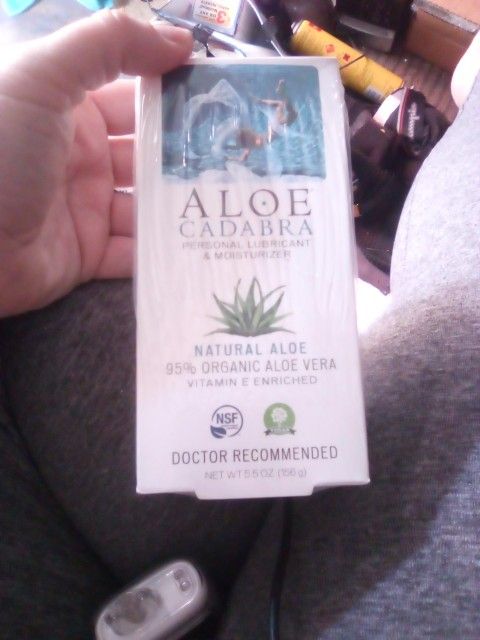 ALOE
CADABRA
PERSONAL LUBRICANT
& MOISTURIZER
NATURAL ALOE
95% ORGANIC ALOE VERA
VITAMIN E ENRICHED
NSF
DOCTOR RECOMMENDED
NET WT 5.5 OZ (156 g)
3